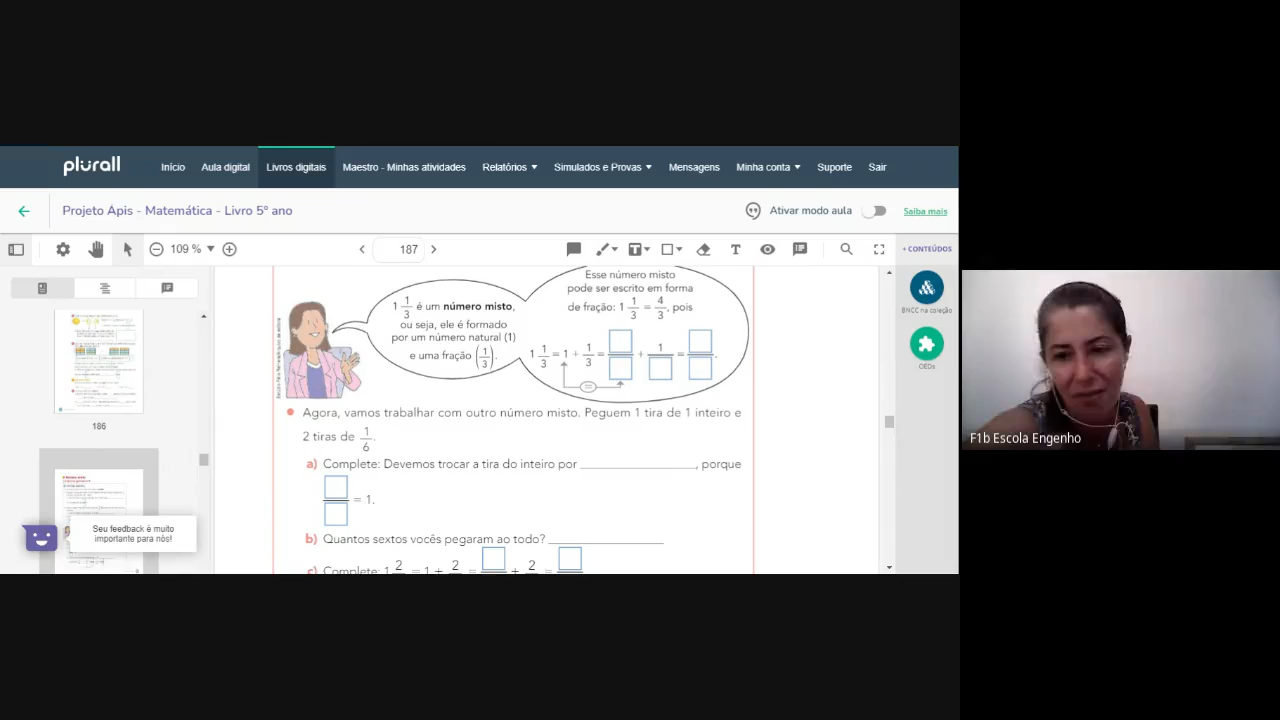 plurall
Início Aula digital Livros digitais Maestro - Minhas atividades Relatórios Simulados e Provas Mensagens Minha conta Suporte Sair
Projeto Ápis - Matemática - Livro 5º ano
Ativar modo aula Saiba mais
109 % 187
+ CONTEÚDOS
BNCC na coleção
OEDs
186
Seu feedback é muito
importante para nós!
1 1/3 é um número misto,
ou seja, ele é formado
por um número natural (1)
e uma fração (1/3).
Esse número misto
pode ser escrito em forma
de fração: 1 1/3 = 4/3, pois
1 1/3 = 1 + 1/3 = □/□ + 1/□ = □/□.
=
• Agora, vamos trabalhar com outro número misto. Peguem 1 tira de 1 inteiro e
2 tiras de 1/6.
a) Complete: Devemos trocar a tira do inteiro por ____________, porque
□/□ = 1.
b) Quantos sextos vocês pegaram ao todo? ____________
c) Complete: 1 2 = 1 + 2 = □ + 2 = □
F1b Escola Engenho